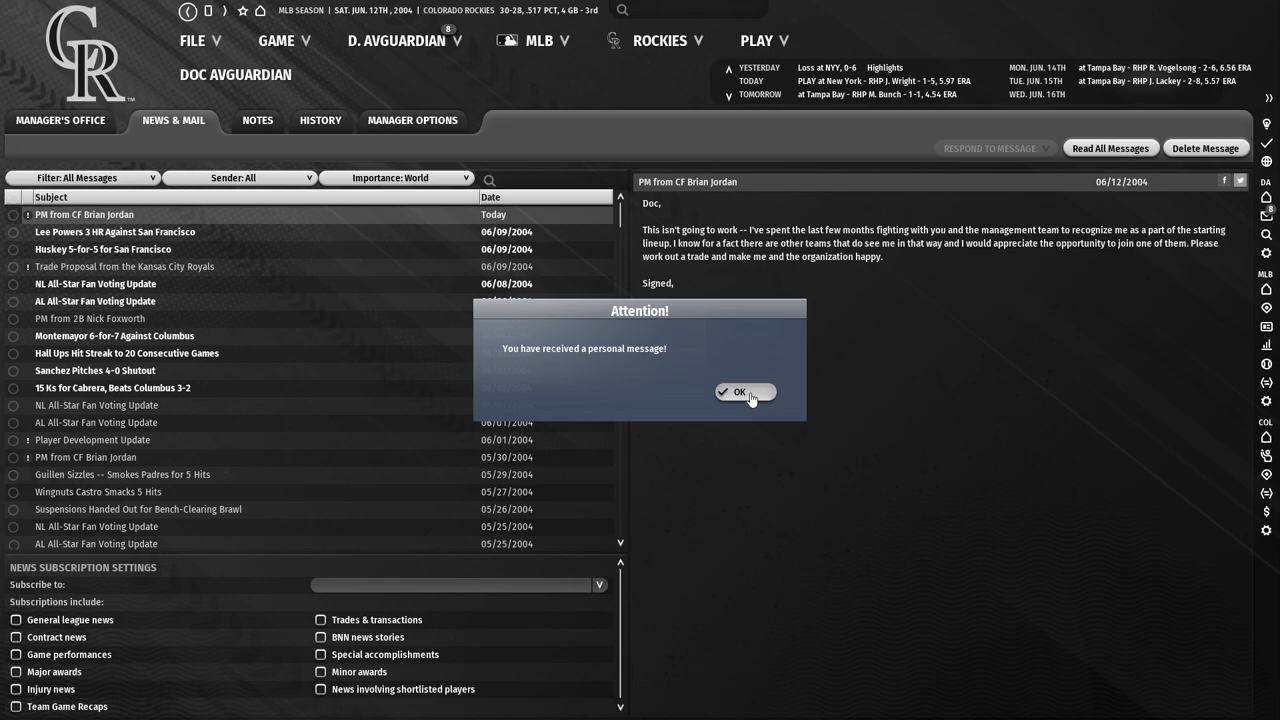 MLB SEASON | SAT. JUN. 12TH , 2004 | COLORADO ROCKIES 30-28, .517 PCT, 4 GB - 3rd
FILE GAME D. AVGUARDIAN 8 MLB ROCKIES PLAY
DOC AVGUARDIAN
YESTERDAY Loss at NYY, 0-6 Highlights MON. JUN. 14TH at Tampa Bay - RHP R. Vogelsong - 2-6, 6.56 ERA
TODAY PLAY at New York - RHP J. Wright - 1-5, 5.97 ERA TUE. JUN. 15TH at Tampa Bay - RHP J. Lackey - 2-8, 5.57 ERA
TOMORROW at Tampa Bay - RHP M. Bunch - 1-1, 4.54 ERA WED. JUN. 16TH
MANAGER'S OFFICE NEWS & MAIL NOTES HISTORY MANAGER OPTIONS
RESPOND TO MESSAGE Read All Messages Delete Message
Filter: All Messages Sender: All Importance: World
Subject Date
PM from CF Brian Jordan Today
Lee Powers 3 HR Against San Francisco 06/09/2004
Huskey 5-for-5 for San Francisco 06/09/2004
! Trade Proposal from the Kansas City Royals 06/09/2004
NL All-Star Fan Voting Update 06/08/2004
AL All-Star Fan Voting Update
PM from 2B Nick Foxworth
Montemayor 6-for-7 Against Columbus
Hall Ups Hit Streak to 20 Consecutive Games
Sanchez Pitches 4-0 Shutout
15 Ks for Cabrera, Beats Columbus 3-2
NL All-Star Fan Voting Update
AL All-Star Fan Voting Update 06/01/2004
! Player Development Update 06/01/2004
! PM from CF Brian Jordan 05/30/2004
Guillen Sizzles -- Smokes Padres for 5 Hits 05/29/2004
Wingnuts Castro Smacks 5 Hits 05/27/2004
Suspensions Handed Out for Bench-Clearing Brawl 05/26/2004
NL All-Star Fan Voting Update 05/25/2004
AL All-Star Fan Voting Update 05/25/2004
PM from CF Brian Jordan 06/12/2004
Doc,
This isn't going to work -- I've spent the last few months fighting with you and the management team to recognize me as a part of the starting
lineup. I know for a fact there are other teams that do see me in that way and I would appreciate the opportunity to join one of them. Please
work out a trade and make me and the organization happy.
Signed,
Attention!
You have received a personal message!
OK
NEWS SUBSCRIPTION SETTINGS
Subscribe to:
Subscriptions include:
General league news Trades & transactions
Contract news BNN news stories
Game performances Special accomplishments
Major awards Minor awards
Injury news News involving shortlisted players
Team Game Recaps
DA
8
MLB
COL